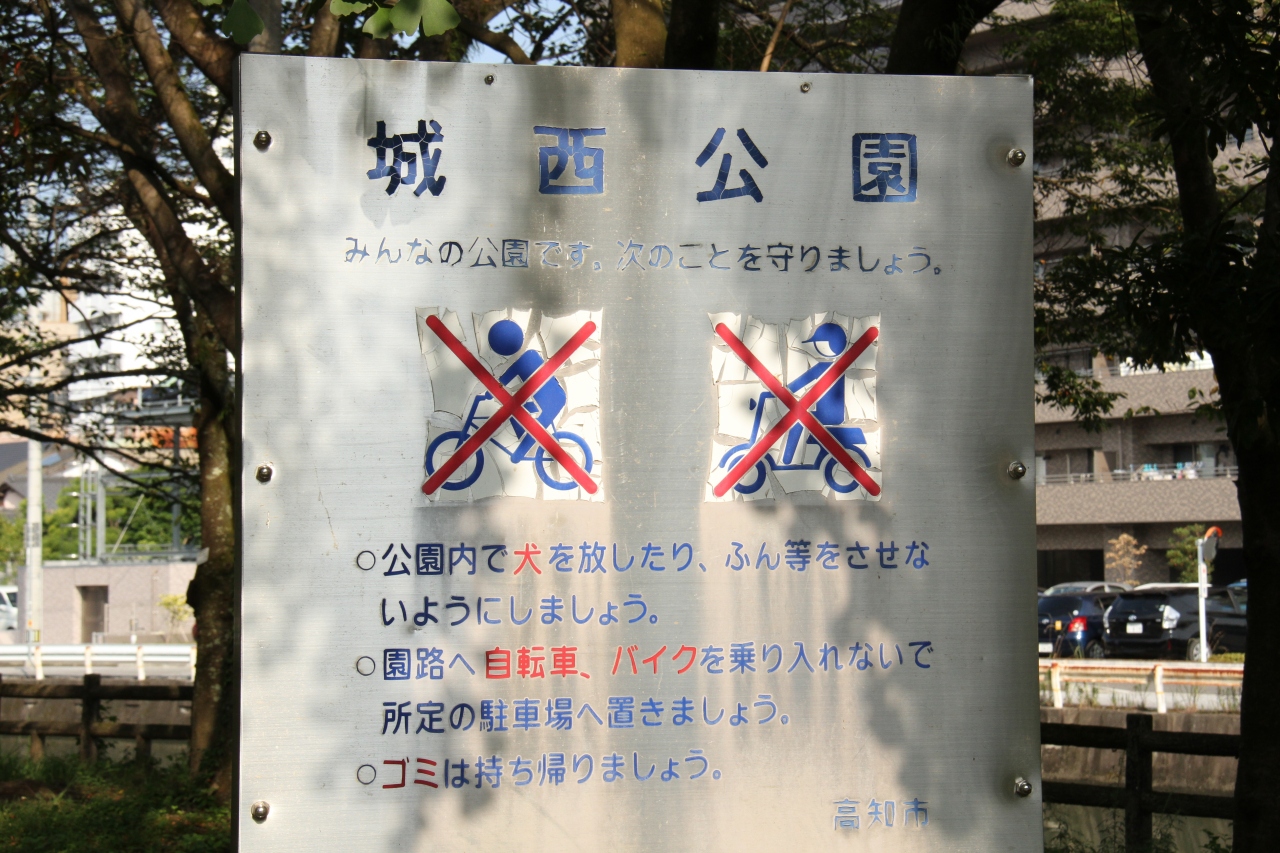 城西公園
みんなの公園です。次のことを守りましょう。
○公園内で犬を放したり、ふん等をさせな
いようにしましょう。
○園路へ自転車、バイクを乗り入れないで
所定の駐車場へ置きましょう。
○ゴミは持ち帰りましょう。
高知市